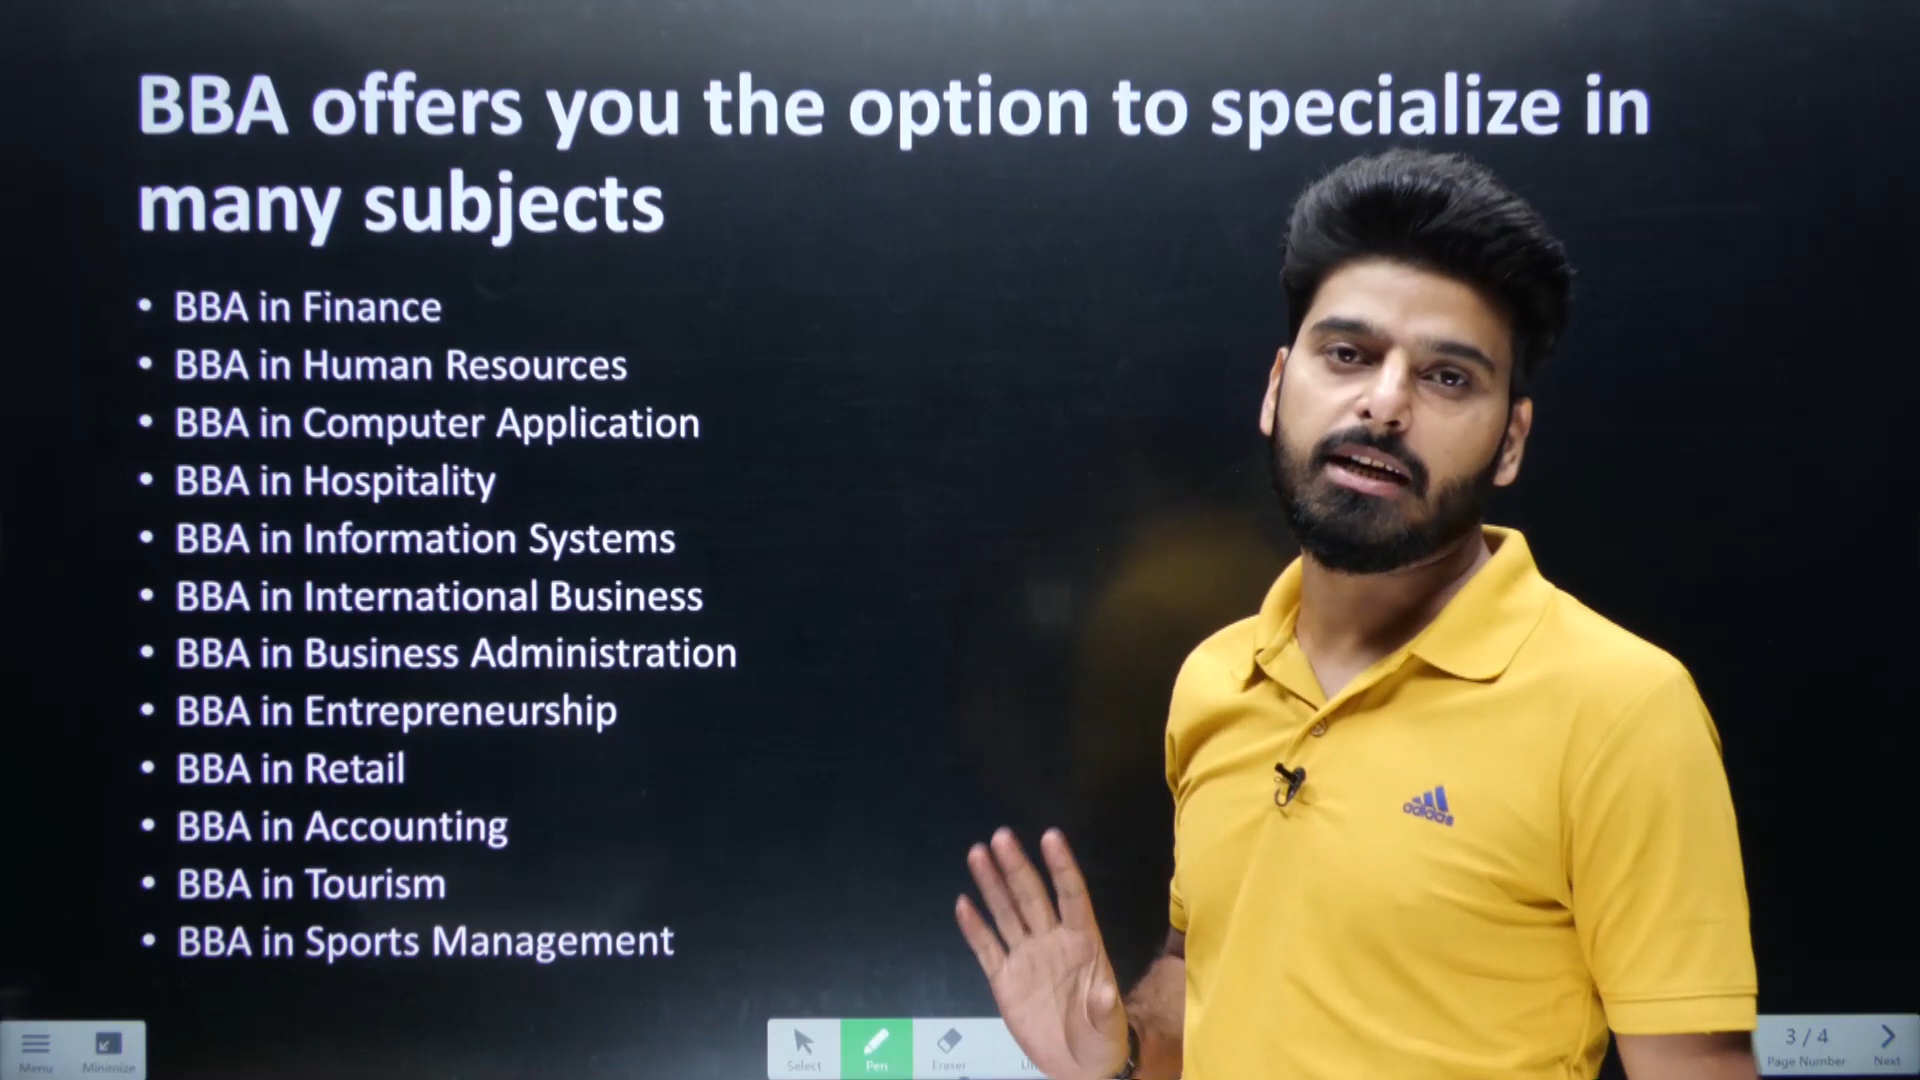 BBA offers you the option to specialize in
many subjects
• BBA in Finance
• BBA in Human Resources
• BBA in Computer Application
• BBA in Hospitality
• BBA in Information Systems
• BBA in International Business
• BBA in Business Administration
• BBA in Entrepreneurship
• BBA in Retail
• BBA in Accounting
• BBA in Tourism
• BBA in Sports Management
adidas
Menu Minimize
Select Pen Eraser
3 / 4
Page Number Next